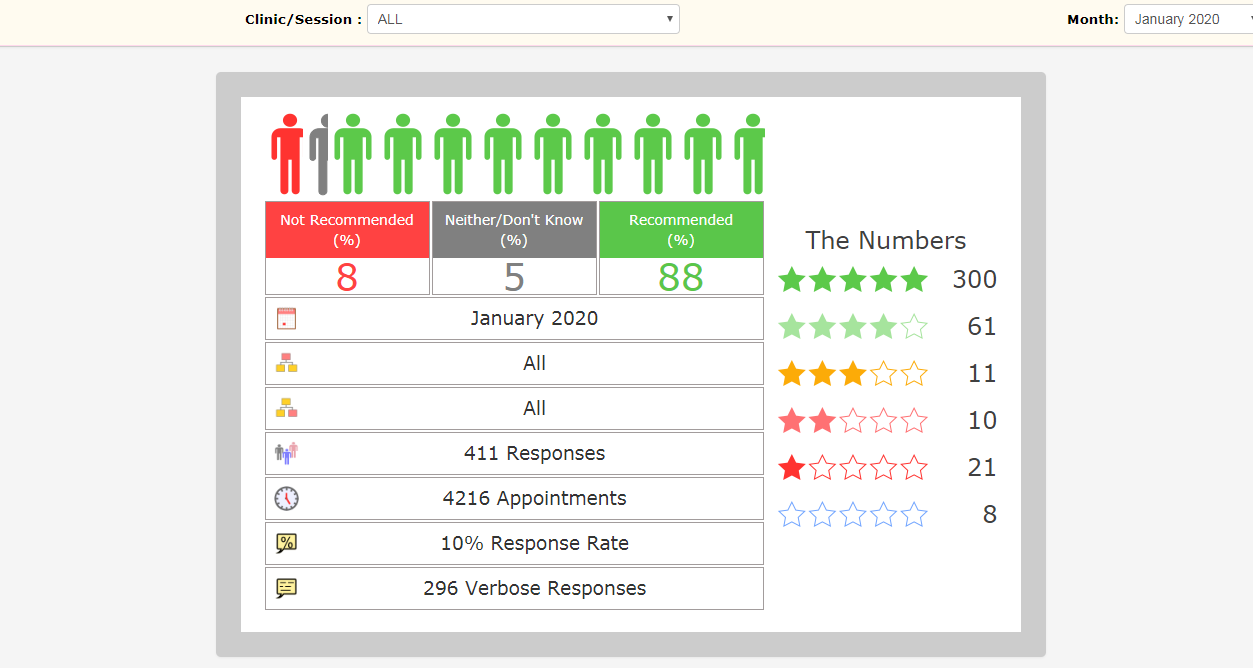 Clinic/Session : ALL Month: January 2020
Not Recommended (%)
Neither/Don't Know (%)
Recommended (%)
8 5 88
January 2020
All
All
411 Responses
4216 Appointments
10% Response Rate
296 Verbose Responses
The Numbers
300
61
11
10
21
8